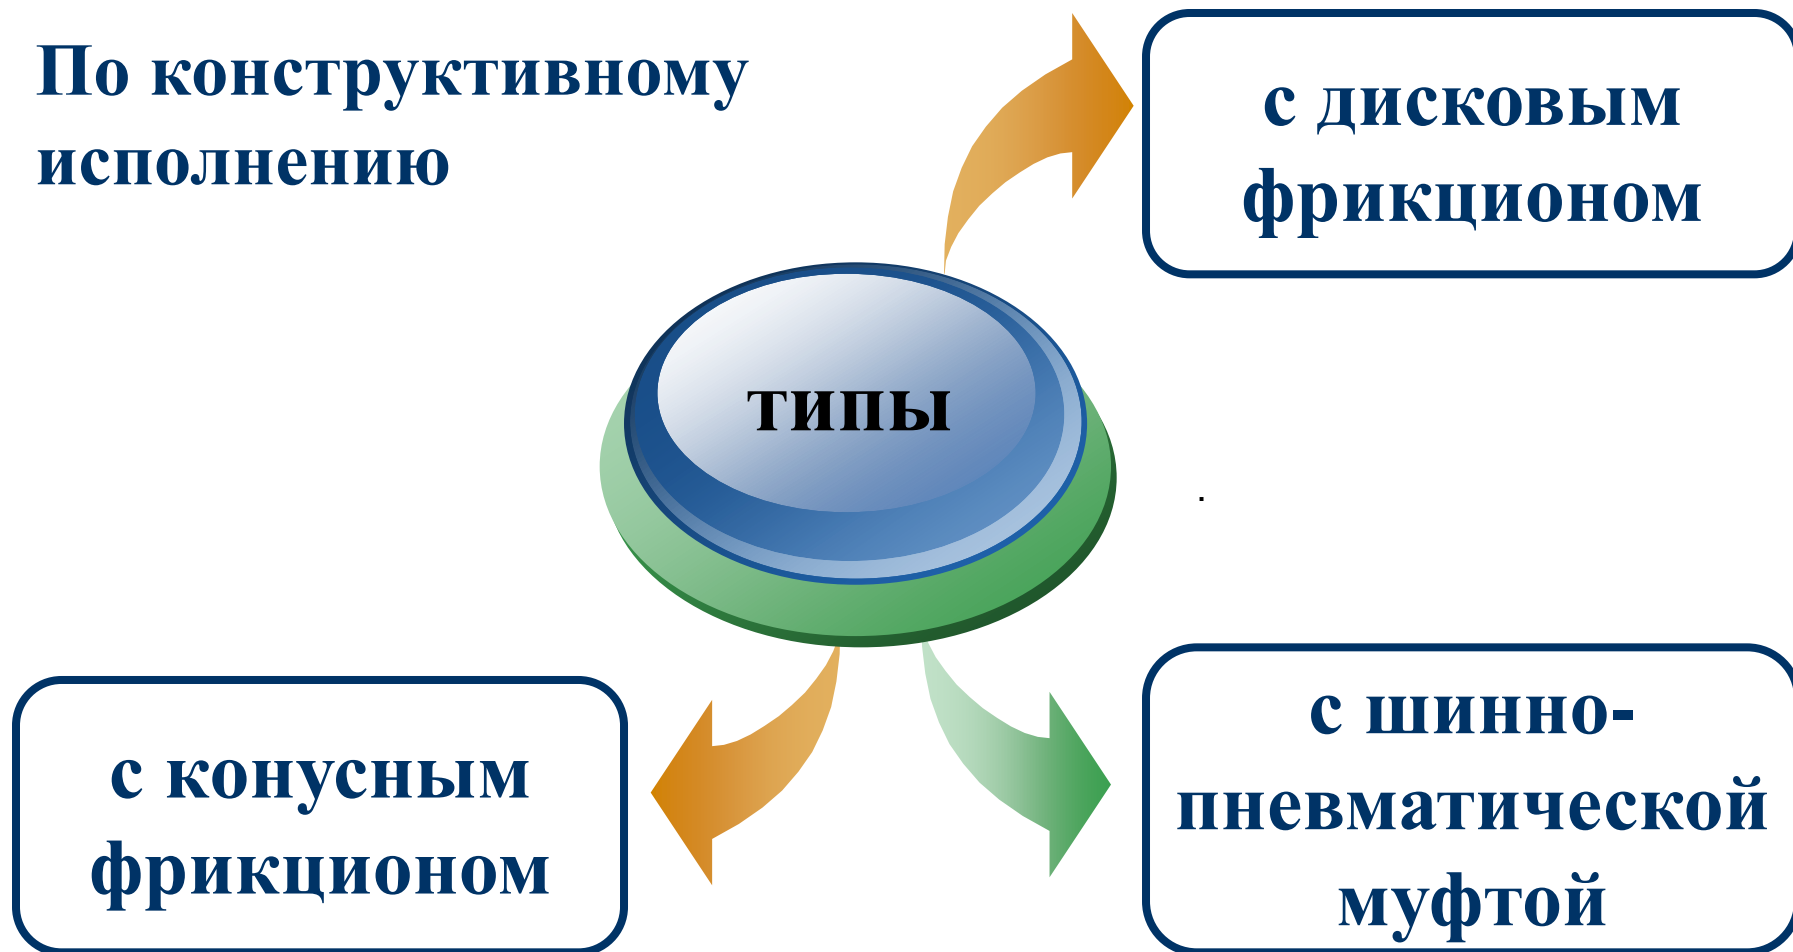 По конструктивному
исполнению
с дисковым
фрикционом
типы
.
с конусным
фрикционом
с шинно-
пневматической
муфтой